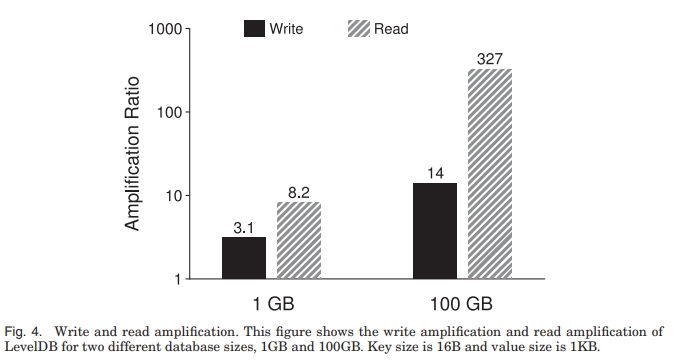 Write Read
1000
100
10
1
Amplification Ratio
3.1
8.2
14
327
1 GB 100 GB
Fig. 4. Write and read amplification. This figure shows the write amplification and read amplification of
LevelDB for two different database sizes, 1GB and 100GB. Key size is 16B and value size is 1KB.